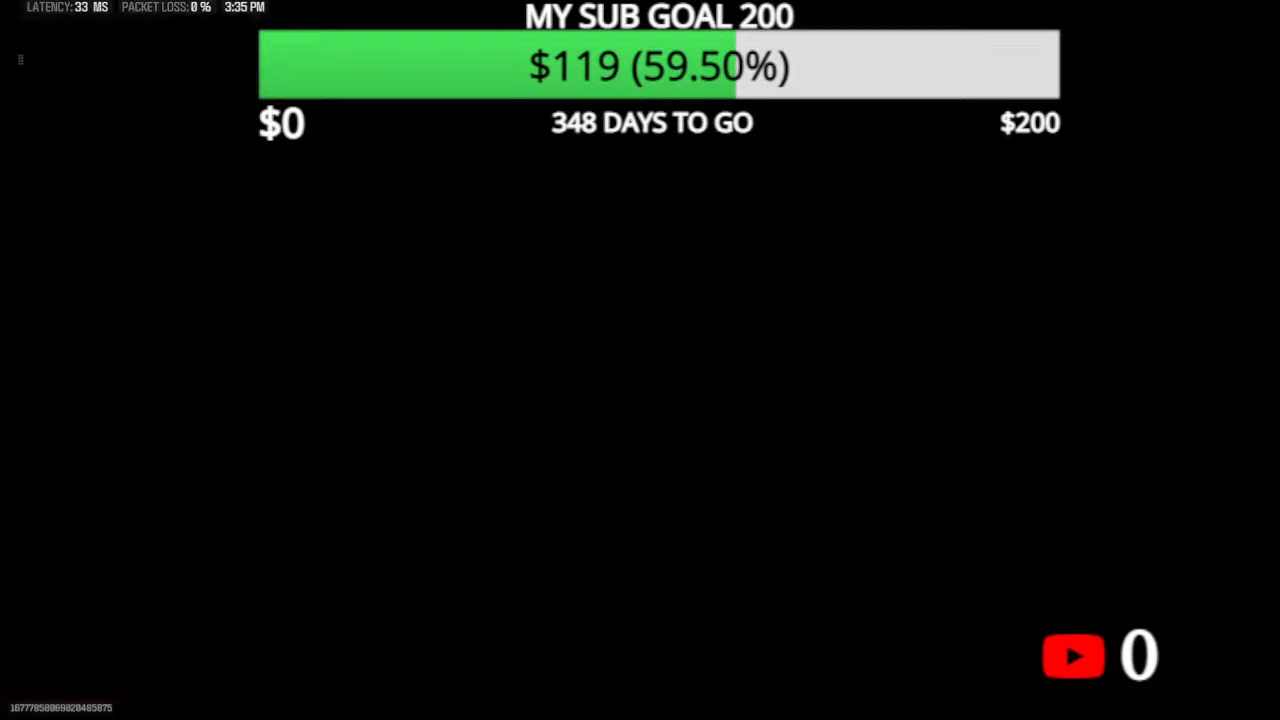 LATENCY: 33 MS PACKET LOSS: 0 % 3:35 PM
MY SUB GOAL 200
$119 (59.50%)
$0 348 DAYS TO GO $200
0
16777858069820485875